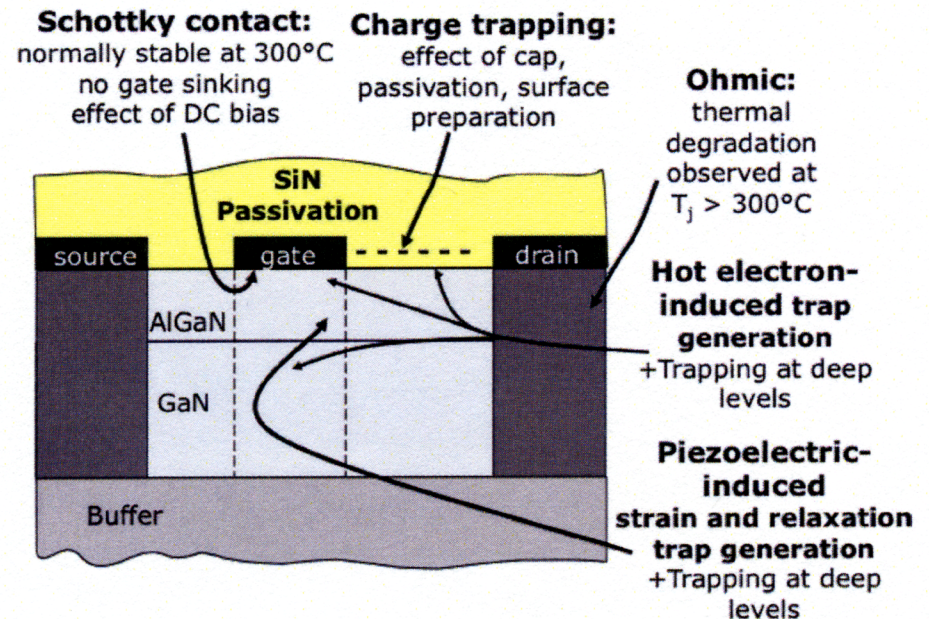 Schottky contact:
normally stable at 300°C
no gate sinking
effect of DC bias
Charge trapping:
effect of cap,
passivation, surface
preparation
Ohmic:
thermal
degradation
observed at
Tj > 300°C
SiN
Passivation
source
gate
drain
AlGaN
GaN
Buffer
Hot electron-
induced trap
generation
+Trapping at deep
levels
Piezoelectric-
induced
strain and relaxation
trap generation
+Trapping at deep
levels